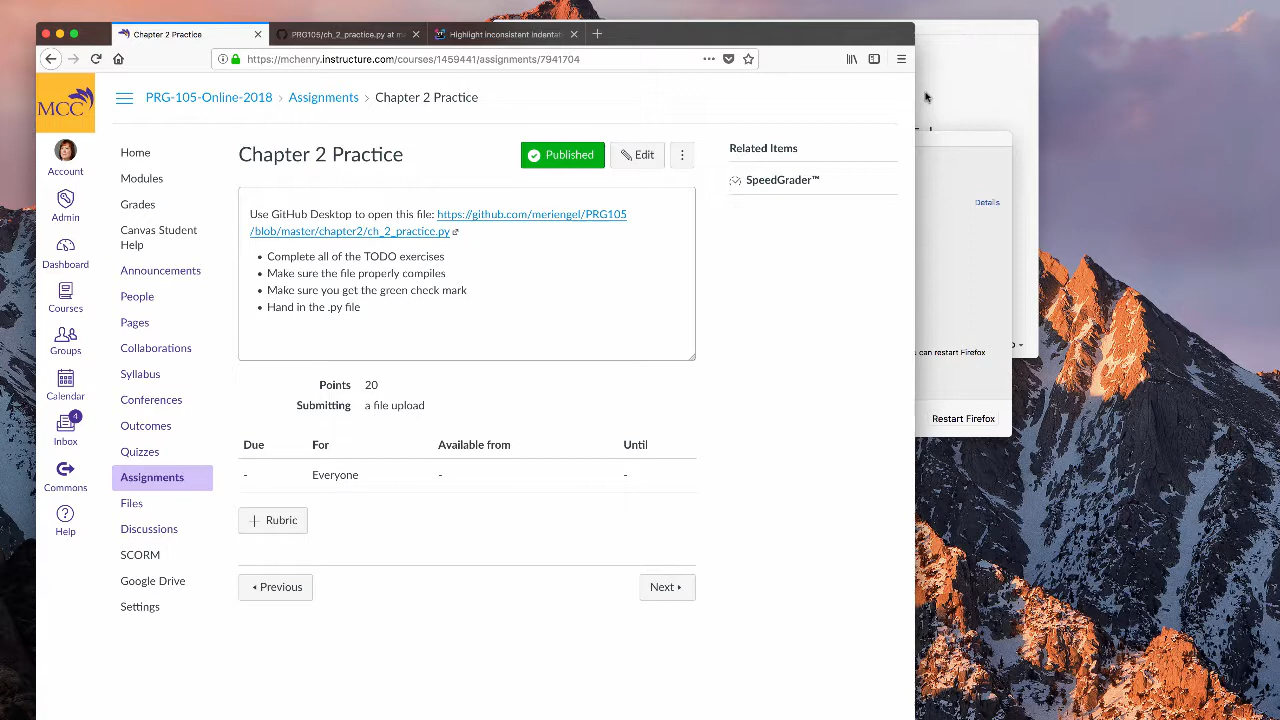 Chapter 2 Practice
PRG105/ch_2_practice.py at ma
Highlight inconsistent indentati
https://mchenry.instructure.com/courses/1459441/assignments/7941704
MCC
PRG-105-Online-2018 › Assignments › Chapter 2 Practice
Account
Admin
Dashboard
Courses
Groups
Calendar
4
Inbox
Commons
Help
Home
Modules
Grades
Canvas Student
Help
Announcements
People
Pages
Collaborations
Syllabus
Conferences
Outcomes
Quizzes
Assignments
Files
Discussions
SCORM
Google Drive
Settings
Chapter 2 Practice
Published
Edit
Use GitHub Desktop to open this file: https://github.com/meriengel/PRG105
/blob/master/chapter2/ch_2_practice.py
• Complete all of the TODO exercises
• Make sure the file properly compiles
• Make sure you get the green check mark
• Hand in the .py file
Points 20
Submitting a file upload
Due For Available from Until
- Everyone - -
+ Rubric
Previous
Next
Related Items
SpeedGrader™
Details
can restart Firefox
Restart Firefox